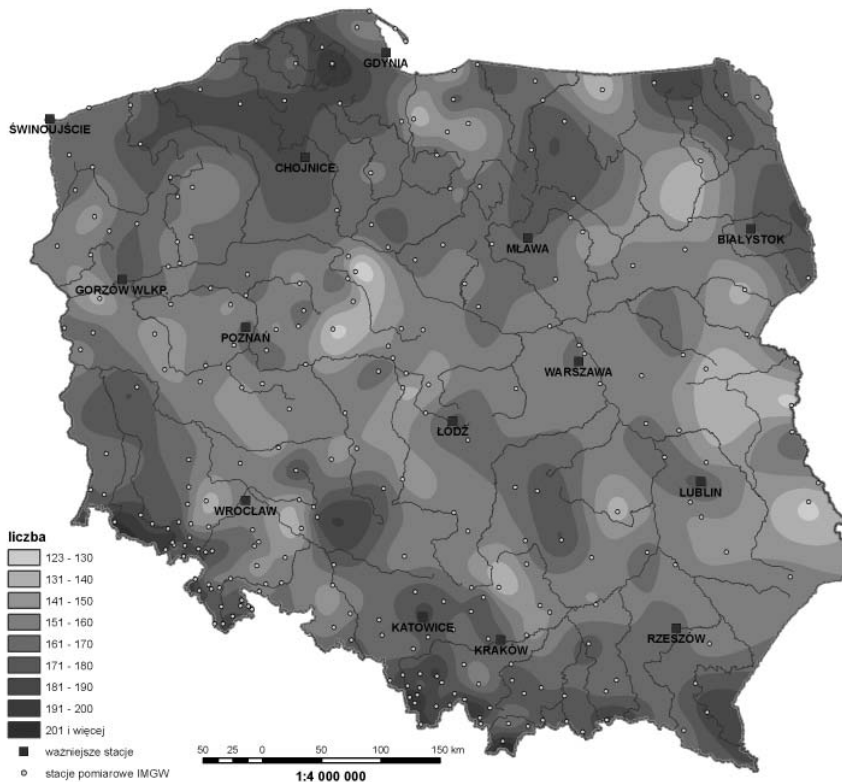 GDYNIA
ŚWINOUJŚCIE
CHOJNICE
BIAŁYSTOK
MŁAWA
GORZÓW WLKP.
POZNAŃ
WARSZAWA
ŁÓDŹ
LUBLIN
WROCŁAW
KATOWICE
KRAKÓW
RZESZÓW
liczba
123 - 130
131 - 140
141 - 150
151 - 160
161 - 170
171 - 180
181 - 190
191 - 200
201 i więcej
ważniejsze stacje
stacje pomiarowe IMGW
50 25 0 50 100 150 km
1:4 000 000